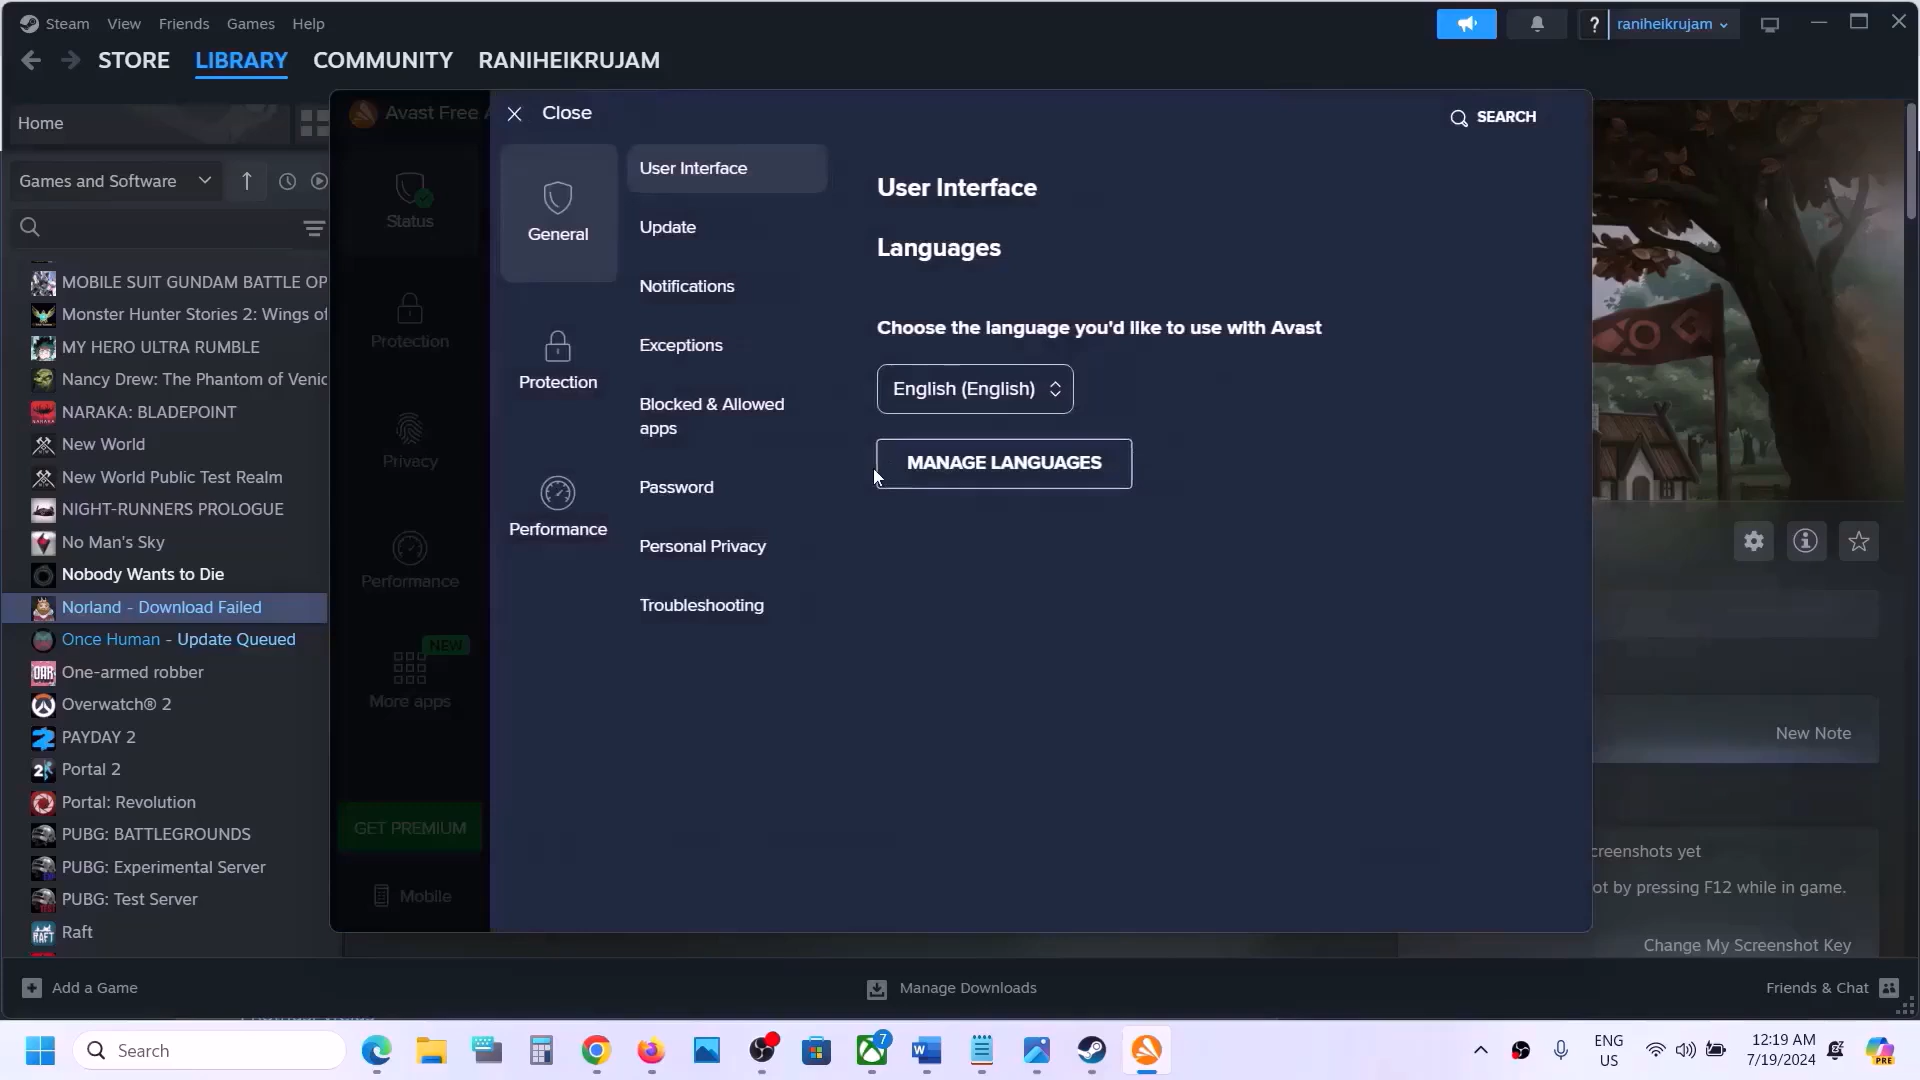 Steam View Friends Games Help
raniheikrujam
STORE LIBRARY COMMUNITY RANIHEIKRUJAM
Home
Games and Software
MOBILE SUIT GUNDAM BATTLE OP
Monster Hunter Stories 2: Wings of
MY HERO ULTRA RUMBLE
Nancy Drew: The Phantom of Venic
NARAKA: BLADEPOINT
New World
New World Public Test Realm
NIGHT-RUNNERS PROLOGUE
No Man's Sky
Nobody Wants to Die
Norland - Download Failed
Once Human - Update Queued
One-armed robber
Overwatch® 2
PAYDAY 2
Portal 2
Portal: Revolution
PUBG: BATTLEGROUNDS
PUBG: Experimental Server
PUBG: Test Server
Raft
Avast Free A
Status
Protection
Privacy
Performance
NEW
More apps
GET PREMIUM
Mobile
Close
SEARCH
General
Protection
Performance
User Interface
Update
Notifications
Exceptions
Blocked & Allowed
apps
Password
Personal Privacy
Troubleshooting
User Interface
Languages
Choose the language you'd like to use with Avast
English (English)
MANAGE LANGUAGES
New Note
creenshots yet
ot by pressing F12 while in game.
Change My Screenshot Key
Add a Game
Manage Downloads
Friends & Chat
Search
7
ENG
US
12:19 AM
7/19/2024
PRE